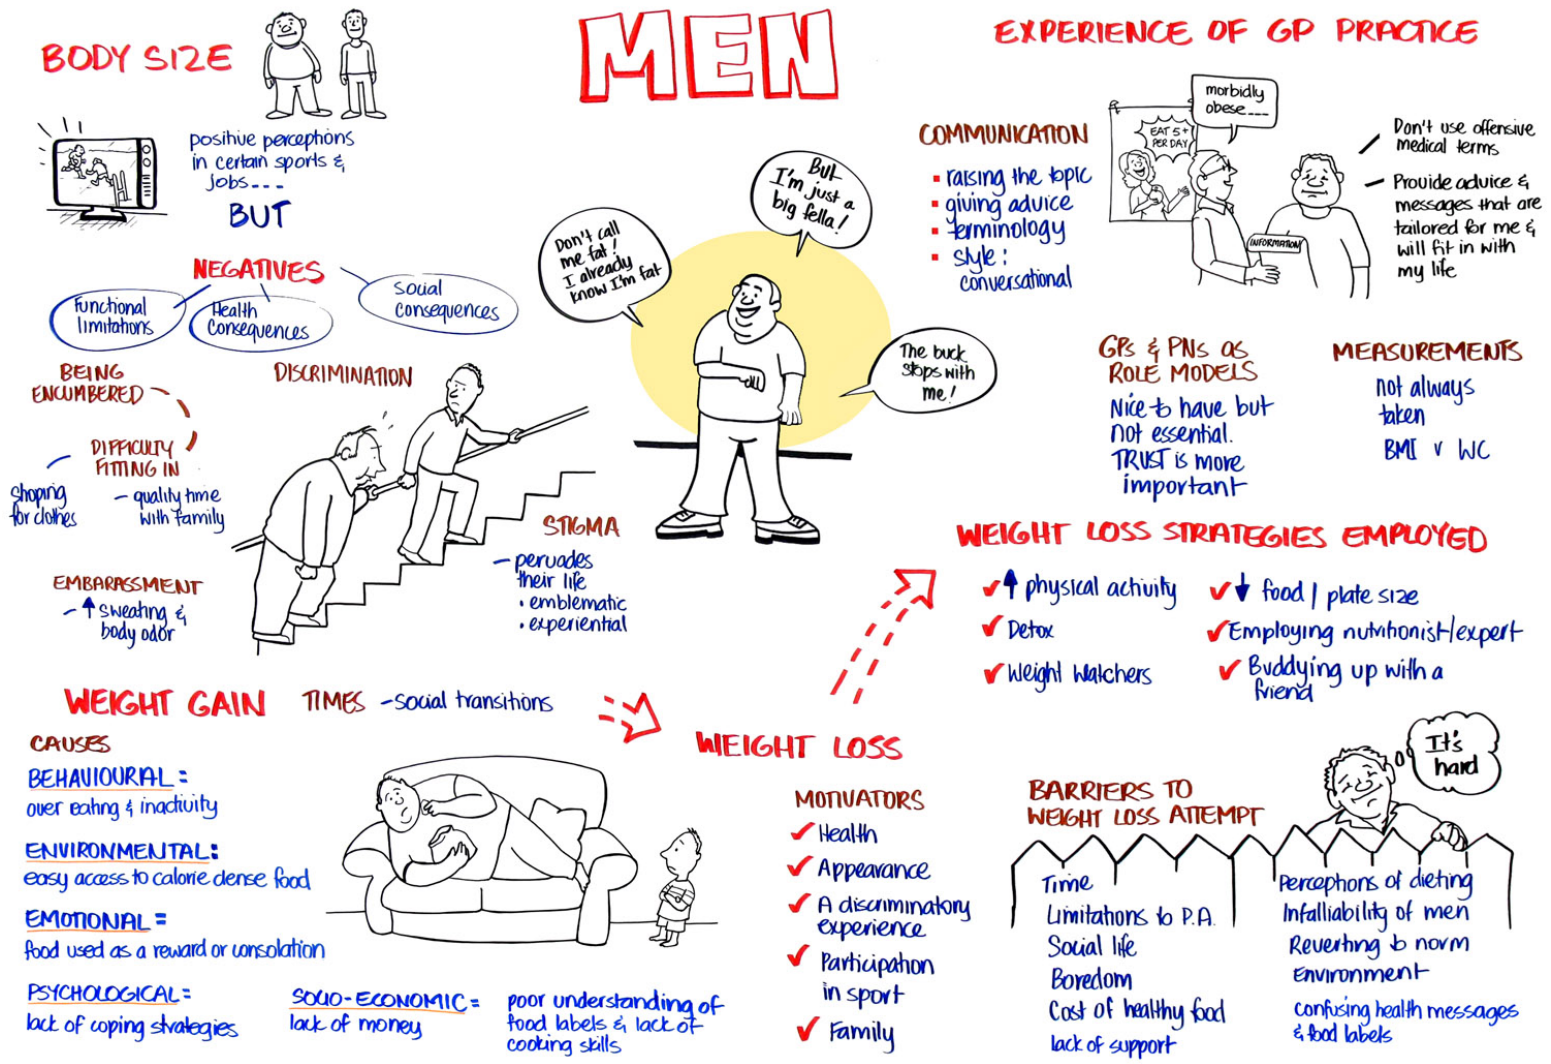 MEN
BODY SIZE
positive perceptions
in certain sports &
jobs---
BUT
NEGATIVES
Functional
limitations
Health
Consequences
Social
consequences
BEING
ENCUMBERED
DIFFICULTY
FITTING IN
shoping
for clothes
- quality time
with family
DISCRIMINATION
EMBARASSMENT
- ↑ sweating &
body odor
STIGMA
- pervades
their life
• emblematic
• experiential
Don't call
me fat!
I already
know I'm fat
But
I'm just a
big fella!
The buck
stops with
me!
EXPERIENCE OF GP PRACTICE
COMMUNICATION
▪ raising the topic
▪ giving advice
▪ terminology
▪ style:
conversational
EAT 5+
PER DAY
morbidly
obese---
INFORMATION
- Don't use offensive
medical terms
- Provide advice &
messages that are
tailored for me &
will fit in with
my life
GPs & PNs as
ROLE MODELS
Nice to have but
not essential.
TRUST is more
important
MEASUREMENTS
not always
taken
BMI v WC
WEIGHT LOSS STRATEGIES EMPLOYED
✓ ↑ physical activity
✓ Detox
✓ Weight Watchers
✓ ↓ food / plate size
✓ Employing nutritionist/expert
✓ Buddying up with a
friend
WEIGHT GAIN
TIMES - social transitions
CAUSES
BEHAVIOURAL =
over eating & inactivity
ENVIRONMENTAL:
easy access to calorie dense food
EMOTIONAL =
food used as a reward or consolation
PSYCHOLOGICAL =
lack of coping strategies
SOCIO-ECONOMIC =
lack of money
poor understanding of
food labels & lack of
cooking skills
WEIGHT LOSS
MOTIVATORS
✓ Health
✓ Appearance
✓ A discriminatory
experience
✓ Participation
in sport
✓ Family
BARRIERS TO
WEIGHT LOSS ATTEMPT
It's
hard
Time
Limitations to P.A.
Social life
Boredom
Cost of healthy food
lack of support
Perceptions of dieting
Infalliability of men
Reverting to norm
Environment
confusing health messages
& food labels